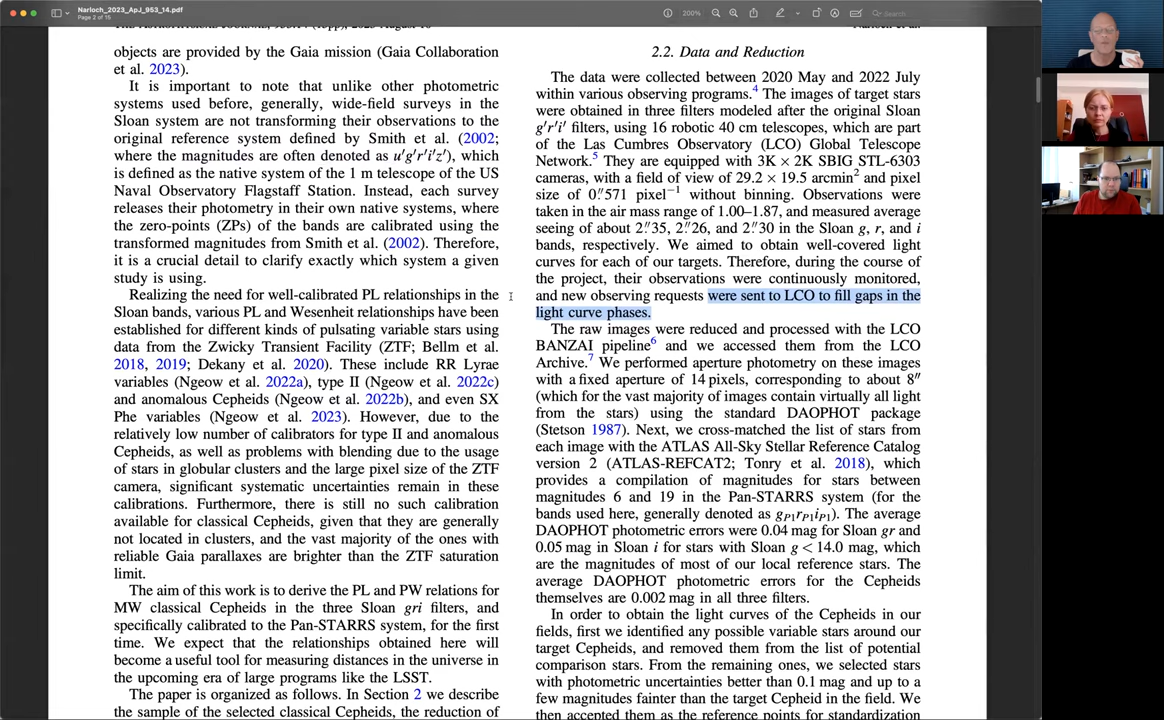 Narloch_2023_ApJ_953_14.pdf
Page 2 of 15
200%
Search
objects are provided by the Gaia mission (Gaia Collaboration
et al. 2023).
It is important to note that unlike other photometric
systems used before, generally, wide-field surveys in the
Sloan system are not transforming their observations to the
original reference system defined by Smith et al. (2002;
where the magnitudes are often denoted as u′g′r′i′z′), which
is defined as the native system of the 1 m telescope of the US
Naval Observatory Flagstaff Station. Instead, each survey
releases their photometry in their own native systems, where
the zero-points (ZPs) of the bands are calibrated using the
transformed magnitudes from Smith et al. (2002). Therefore,
it is a crucial detail to clarify exactly which system a given
study is using.
Realizing the need for well-calibrated PL relationships in the
Sloan bands, various PL and Wesenheit relationships have been
established for different kinds of pulsating variable stars using
data from the Zwicky Transient Facility (ZTF; Bellm et al.
2018, 2019; Dekany et al. 2020). These include RR Lyrae
variables (Ngeow et al. 2022a), type II (Ngeow et al. 2022c)
and anomalous Cepheids (Ngeow et al. 2022b), and even SX
Phe variables (Ngeow et al. 2023). However, due to the
relatively low number of calibrators for type II and anomalous
Cepheids, as well as problems with blending due to the usage
of stars in globular clusters and the large pixel size of the ZTF
camera, significant systematic uncertainties remain in these
calibrations. Furthermore, there is still no such calibration
available for classical Cepheids, given that they are generally
not located in clusters, and the vast majority of the ones with
reliable Gaia parallaxes are brighter than the ZTF saturation
limit.
The aim of this work is to derive the PL and PW relations for
MW classical Cepheids in the three Sloan gri filters, and
specifically calibrated to the Pan-STARRS system, for the first
time. We expect that the relationships obtained here will
become a useful tool for measuring distances in the universe in
the upcoming era of large programs like the LSST.
The paper is organized as follows. In Section 2 we describe
the sample of the selected classical Cepheids, the reduction of
2.2. Data and Reduction
The data were collected between 2020 May and 2022 July
within various observing programs.4 The images of target stars
were obtained in three filters modeled after the original Sloan
g′r′i′ filters, using 16 robotic 40 cm telescopes, which are part
of the Las Cumbres Observatory (LCO) Global Telescope
Network.5 They are equipped with 3K × 2K SBIG STL-6303
cameras, with a field of view of 29.2 × 19.5 arcmin2 and pixel
size of 0.″571 pixel−1 without binning. Observations were
taken in the air mass range of 1.00–1.87, and measured average
seeing of about 2.″35, 2.″26, and 2.″30 in the Sloan g, r, and i
bands, respectively. We aimed to obtain well-covered light
curves for each of our targets. Therefore, during the course of
the project, their observations were continuously monitored,
and new observing requests were sent to LCO to fill gaps in the
light curve phases.
The raw images were reduced and processed with the LCO
BANZAI pipeline6 and we accessed them from the LCO
Archive.7 We performed aperture photometry on these images
with a fixed aperture of 14 pixels, corresponding to about 8″
(which for the vast majority of images contain virtually all light
from the stars) using the standard DAOPHOT package
(Stetson 1987). Next, we cross-matched the list of stars from
each image with the ATLAS All-Sky Stellar Reference Catalog
version 2 (ATLAS-REFCAT2; Tonry et al. 2018), which
provides a compilation of magnitudes for stars between
magnitudes 6 and 19 in the Pan-STARRS system (for the
bands used here, generally denoted as gP1rP1iP1). The average
DAOPHOT photometric errors were 0.04 mag for Sloan gr and
0.05 mag in Sloan i for stars with Sloan g < 14.0 mag, which
are the magnitudes of most of our local reference stars. The
average DAOPHOT photometric errors for the Cepheids
themselves are 0.002 mag in all three filters.
In order to obtain the light curves of the Cepheids in our
fields, first we identified any possible variable stars around our
target Cepheids, and removed them from the list of potential
comparison stars. From the remaining ones, we selected stars
with photometric uncertainties better than 0.1 mag and up to a
few magnitudes fainter than the target Cepheid in the field. We
then accepted them as the reference points for standardization